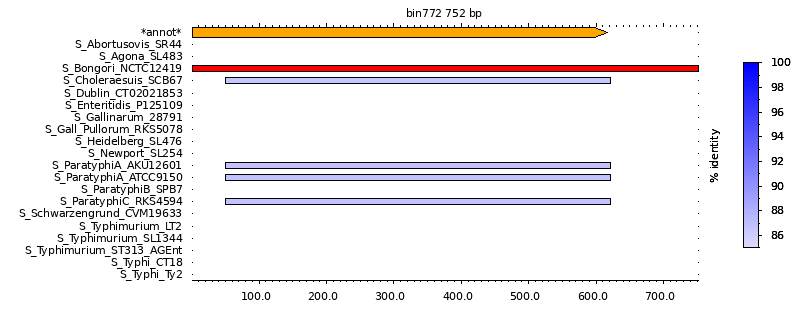 bin772 752 bp
*annot*
S_Abortusovis_SR44
S_Agona_SL483
S_Bongori_NCTC12419
S_Choleraesuis_SCB67
S_Dublin_CT02021853
S_Enteritidis_P125109
S_Gallinarum_28791
S_Gall_Pullorum_RKS5078
S_Heidelberg_SL476
S_Newport_SL254
S_ParatyphiA_AKU12601
S_ParatyphiA_ATCC9150
S_ParatyphiB_SPB7
S_ParatyphiC_RKS4594
S_Schwarzengrund_CVM19633
S_Typhimurium_LT2
S_Typhimurium_SL1344
S_Typhimurium_ST313_AGEnt
S_Typhi_CT18
S_Typhi_Ty2
100.0 200.0 300.0 400.0 500.0 600.0 700.0
% identity
100
98
96
94
92
90
88
86